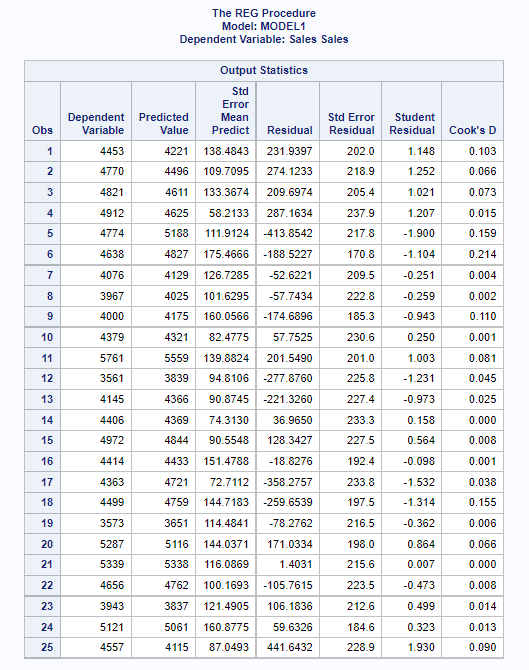 The REG Procedure
Model: MODEL1
Dependent Variable: Sales Sales
Output Statistics
Obs Dependent Variable Predicted Value Std Error Mean Predict Residual Std Error Residual Student Residual Cook's D
1 4453 4221 138.4843 231.9397 202.0 1.148 0.103
2 4770 4496 109.7095 274.1233 218.9 1.252 0.066
3 4821 4611 133.3674 209.6974 205.4 1.021 0.073
4 4912 4625 58.2133 287.1634 237.9 1.207 0.015
5 4774 5188 111.9124 -413.8542 217.8 -1.900 0.159
6 4638 4827 175.4666 -188.5227 170.8 -1.104 0.214
7 4076 4129 126.7285 -52.6221 209.5 -0.251 0.004
8 3967 4025 101.6295 -57.7434 222.8 -0.259 0.002
9 4000 4175 160.0566 -174.6896 185.3 -0.943 0.110
10 4379 4321 82.4775 57.7525 230.6 0.250 0.001
11 5761 5559 139.8824 201.5490 201.0 1.003 0.081
12 3561 3839 94.8106 -277.8760 225.8 -1.231 0.045
13 4145 4366 90.8745 -221.3260 227.4 -0.973 0.025
14 4406 4369 74.3130 36.9650 233.3 0.158 0.000
15 4972 4844 90.5548 128.3427 227.5 0.564 0.008
16 4414 4433 151.4788 -18.8276 192.4 -0.098 0.001
17 4363 4721 72.7112 -358.2757 233.8 -1.532 0.038
18 4499 4759 144.7183 -259.6539 197.5 -1.314 0.155
19 3573 3651 114.4841 -78.2762 216.5 -0.362 0.006
20 5287 5116 144.0371 171.0334 198.0 0.864 0.066
21 5339 5338 116.0869 1.4031 215.6 0.007 0.000
22 4656 4762 100.1693 -105.7615 223.5 -0.473 0.008
23 3943 3837 121.4905 106.1836 212.6 0.499 0.014
24 5121 5061 160.8775 59.6326 184.6 0.323 0.013
25 4557 4115 87.0493 441.6432 228.9 1.930 0.090